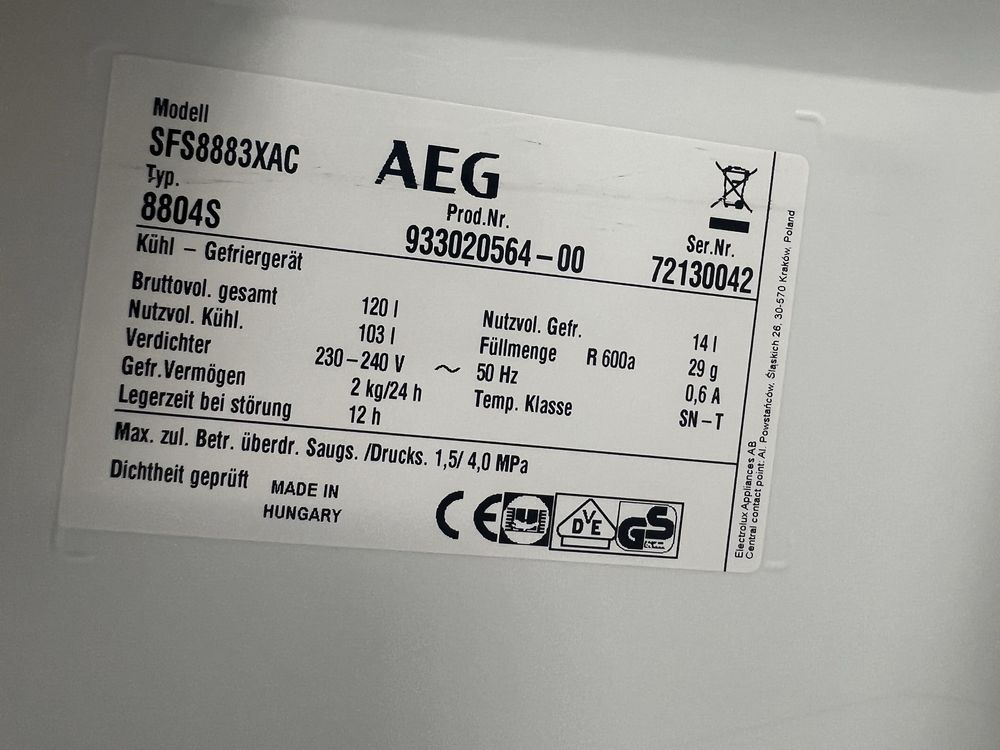 Modell
SFS8883XAC
AEG
Typ.
8804S
Prod.Nr.
933020564-00
Ser.Nr.
72130042
Kühl - Gefriergerät
Bruttovol. gesamt 120 l
Nutzvol. Kühl. 103 l Nutzvol. Gefr. 14 l
Verdichter 230-240 V ~ Füllmenge R 600a 29 g
50 Hz 0,6 A
Gefr.Vermögen 2 kg/24 h Temp. Klasse SN-T
Legerzeit bei störung 12 h
Max. zul. Betr. überdr. Saugs. /Drucks. 1,5/ 4,0 MPa
Dichtheit geprüft
MADE IN
HUNGARY
CE
DVE
GS
Electrolux Appliances AB
Central contact point: Al. Powstańców, Śląskich 26, 30-570 Kraków, Poland